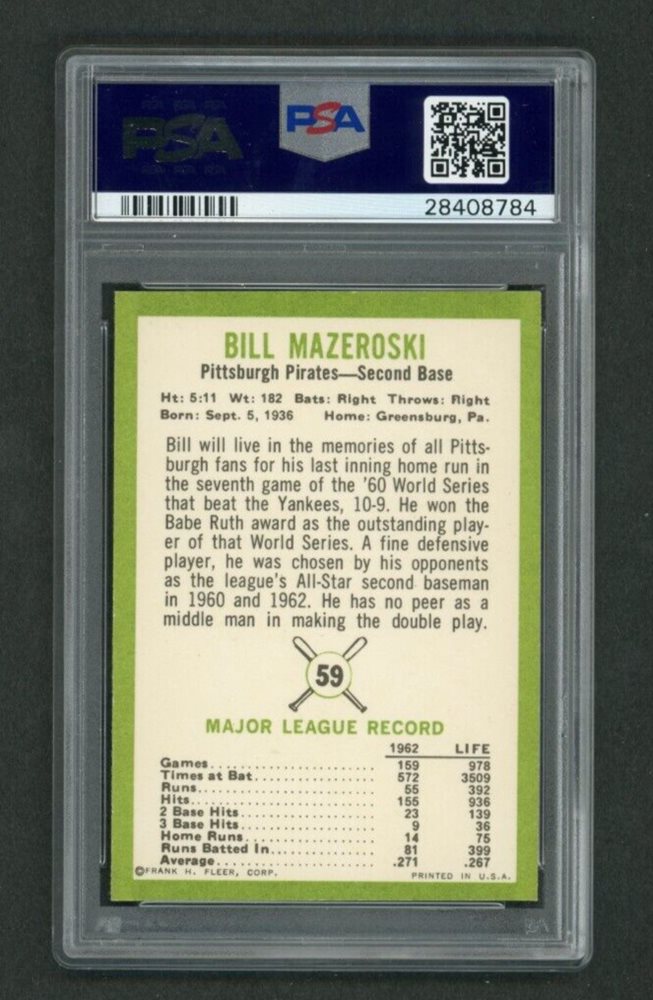 PSA
PSA
28408784
BILL MAZEROSKI
Pittsburgh Pirates—Second Base
Ht: 5:11 Wt: 182 Bats: Right Throws: Right
Born: Sept. 5, 1936 Home: Greensburg, Pa.
Bill will live in the memories of all Pitts-
burgh fans for his last inning home run in
the seventh game of the '60 World Series
that beat the Yankees, 10-9. He won the
Babe Ruth award as the outstanding play-
er of that World Series. A fine defensive
player, he was chosen by his opponents
as the league's All-Star second baseman
in 1960 and 1962. He has no peer as a
middle man in making the double play.
59
MAJOR LEAGUE RECORD
1962 LIFE
Games 159 978
Times at Bat 572 3509
Runs 55 392
Hits 155 936
2 Base Hits 23 139
3 Base Hits 9 36
Home Runs 14 75
Runs Batted In 81 399
Average .271 .267
©FRANK H. FLEER, CORP. PRINTED IN U.S.A.